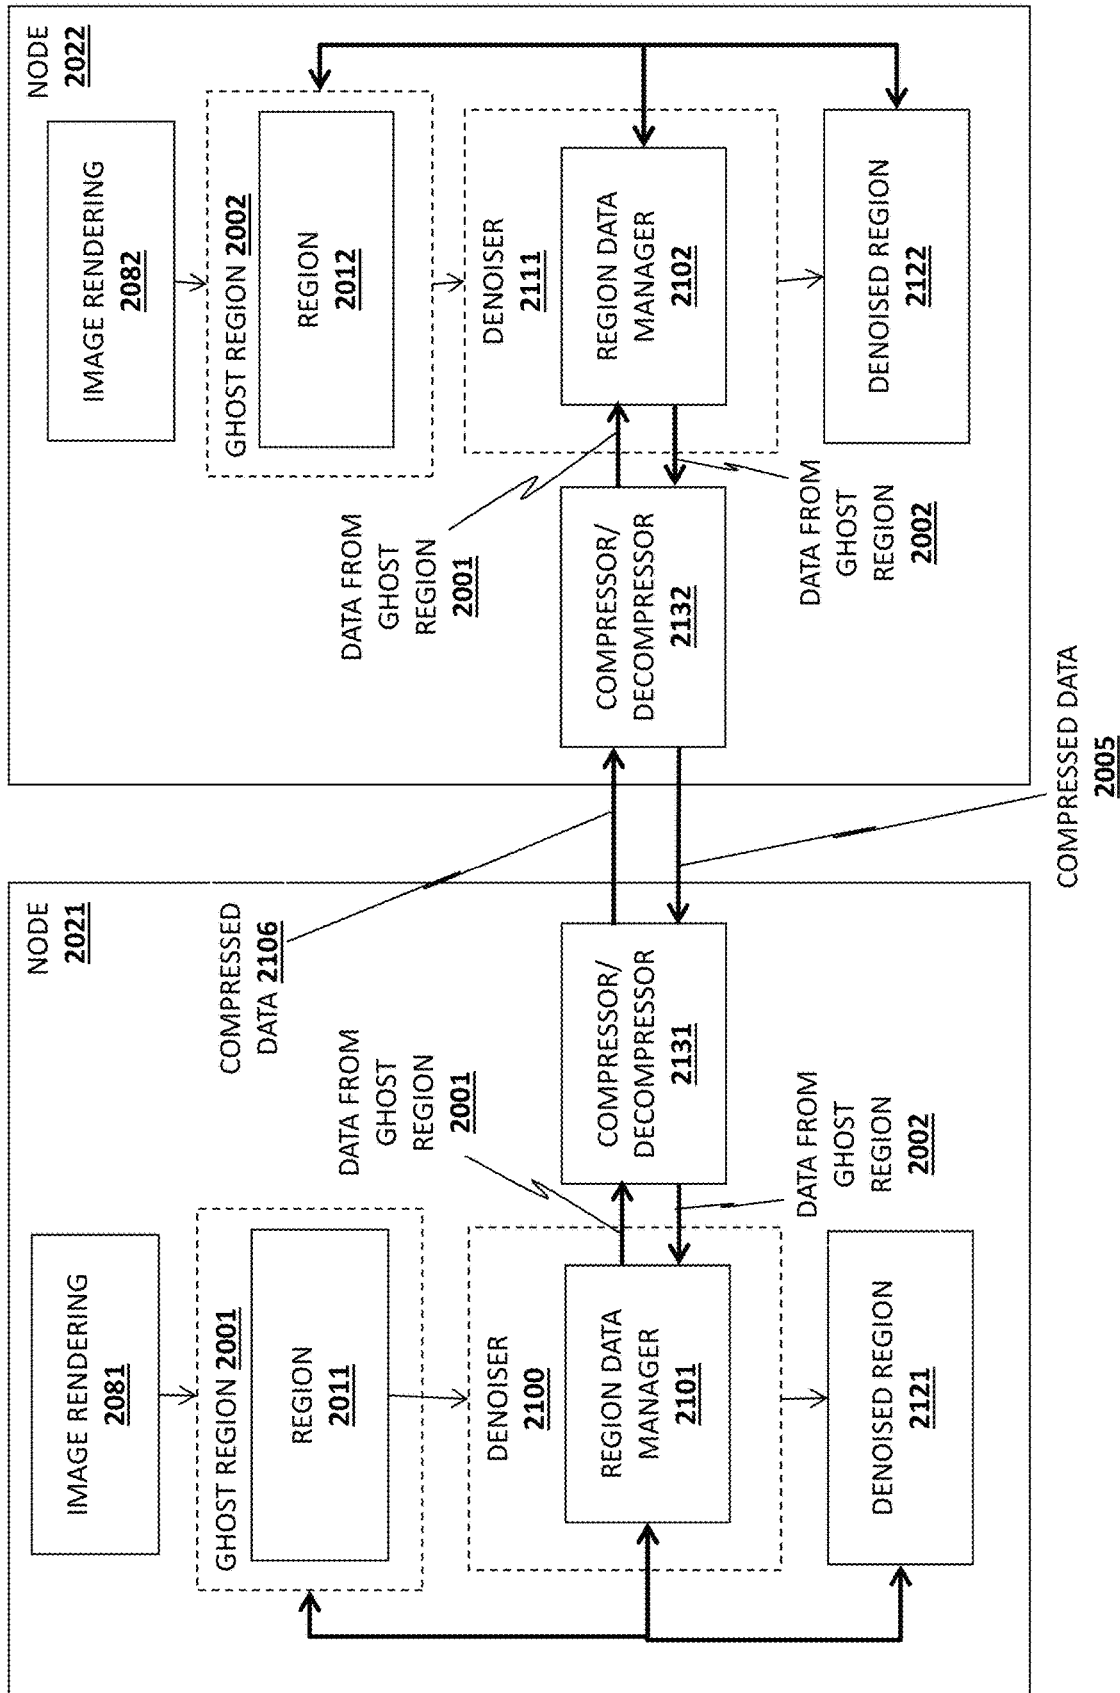 NODE
2021
IMAGE RENDERING
2081
GHOST REGION 2001
REGION
2011
DENOISER
2100
REGION DATA
MANAGER
2101
DENOISED REGION
2121
DATA FROM
GHOST
REGION
2001
COMPRESSOR/
DECOMPRESSOR
2131
DATA FROM
GHOST
REGION
2002
COMPRESSED
DATA 2106
COMPRESSED DATA
2005
NODE
2022
IMAGE RENDERING
2082
GHOST REGION 2002
REGION
2012
DENOISER
2111
REGION DATA
MANAGER
2102
DENOISED REGION
2122
DATA FROM
GHOST
REGION
2001
COMPRESSOR/
DECOMPRESSOR
2132
DATA FROM
GHOST
REGION
2002